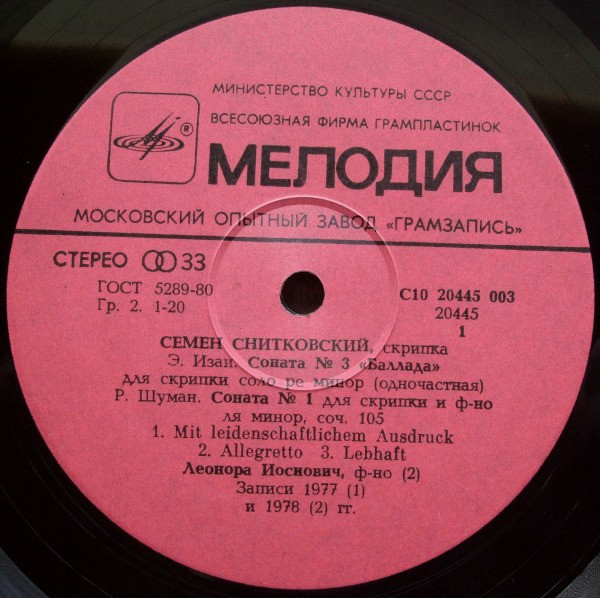 МИНИСТЕРСТВО КУЛЬТУРЫ СССР
ВСЕСОЮЗНАЯ ФИРМА ГРАМПЛАСТИНОК
®
МЕЛОДИЯ
МОСКОВСКИЙ ОПЫТНЫЙ ЗАВОД «ГРАМЗАПИСЬ»
СТЕРЕО 33
ГОСТ 5289-80
Гр. 2. 1-20
С10 20445 003
20445
1
СЕМЕН СНИТКОВСКИЙ, скрипка
Э. Изаи. Соната № 3 «Баллада»
для скрипки соло ре минор (одночастная)
Р. Шуман. Соната № 1 для скрипки и ф-но
ля минор, соч. 105
1. Mit leidenschaftlichem Ausdruck
2. Allegretto 3. Lebhaft
Леонора Иосиович, ф-но (2)
Записи 1977 (1)
и 1978 (2) гг.